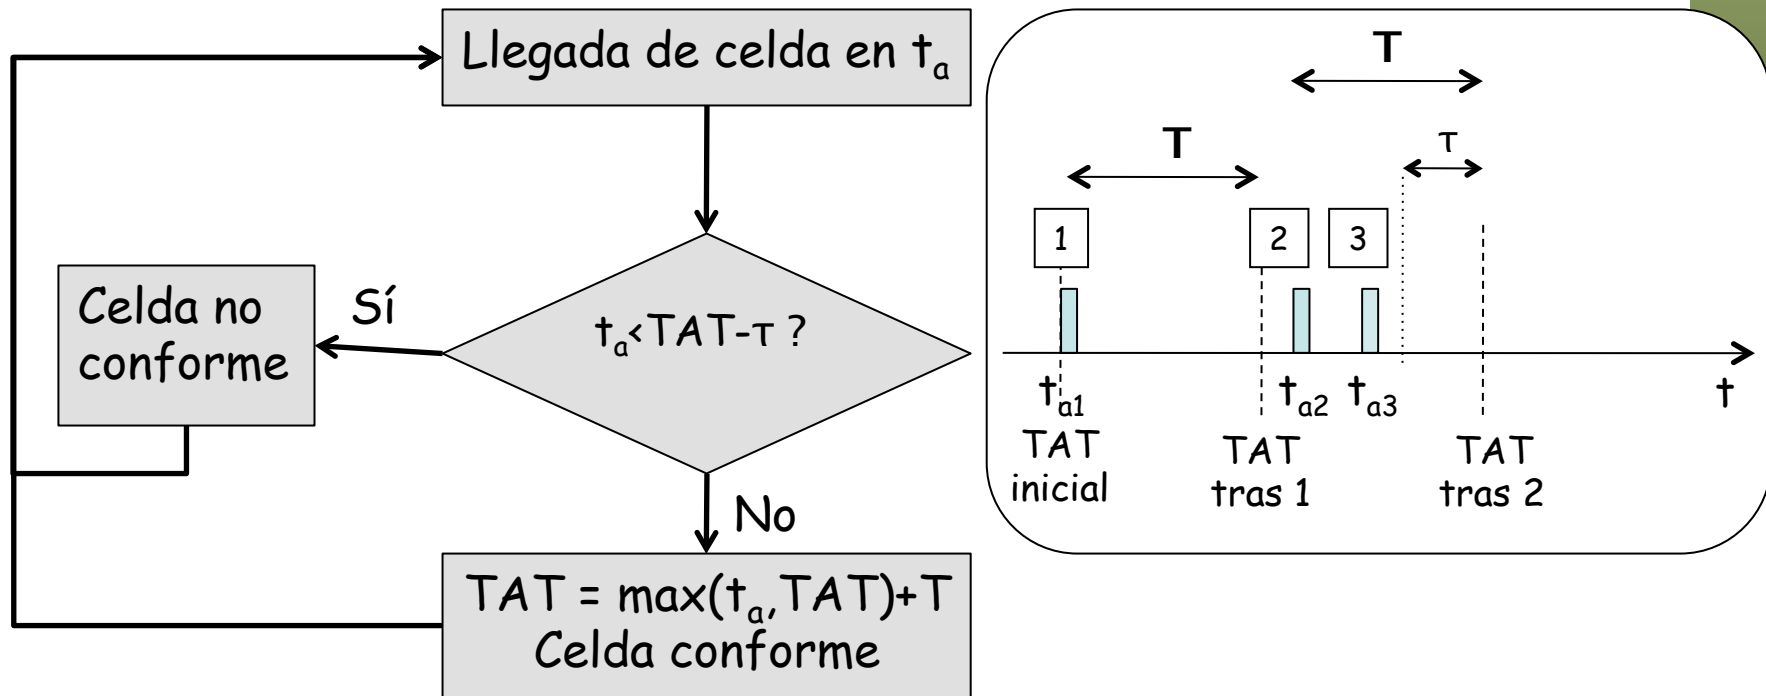 Llegada de celda en tₐ
Celda no
conforme
Sí
tₐ<TAT-τ ?
No
TAT = max(tₐ,TAT)+T
Celda conforme
T
T
τ
1
2
3
tₐ₁
tₐ₂
tₐ₃
t
TAT
inicial
TAT
tras 1
TAT
tras 2